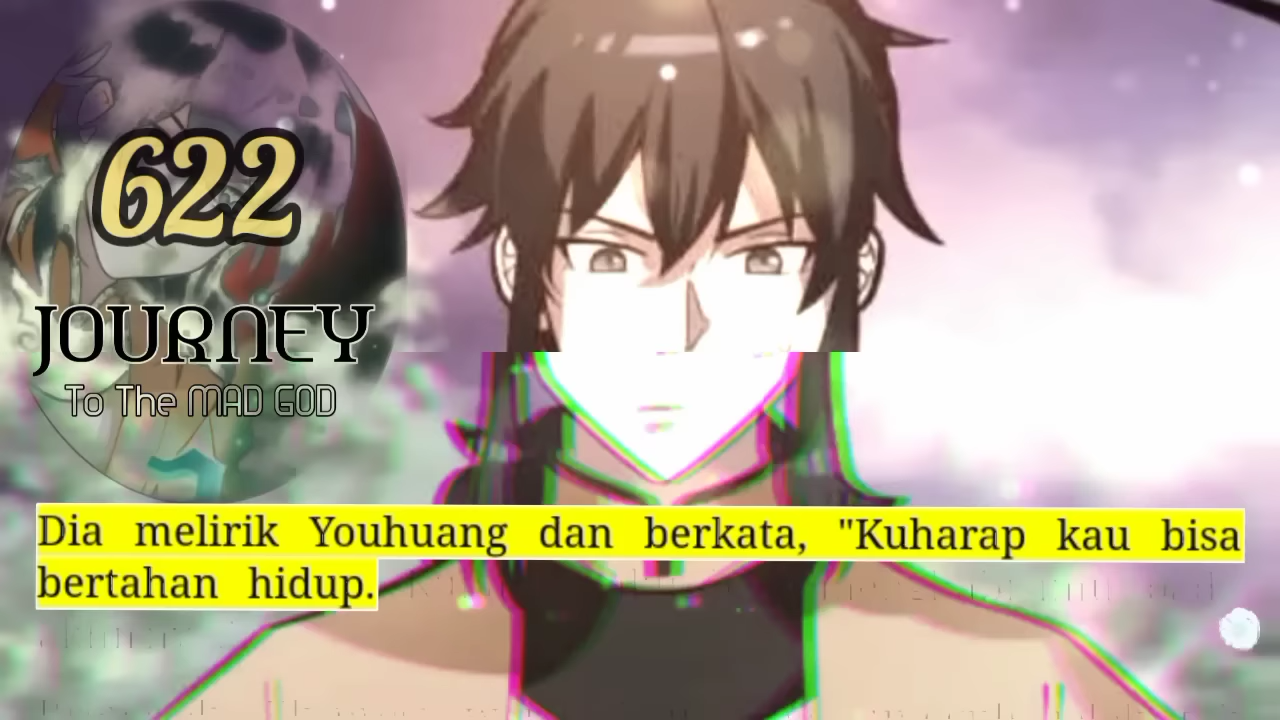 622
JOURNEY
To The MAD GOD
Dia melirik Youhuang dan berkata, "Kuharap kau bisa
bertahan hidup.